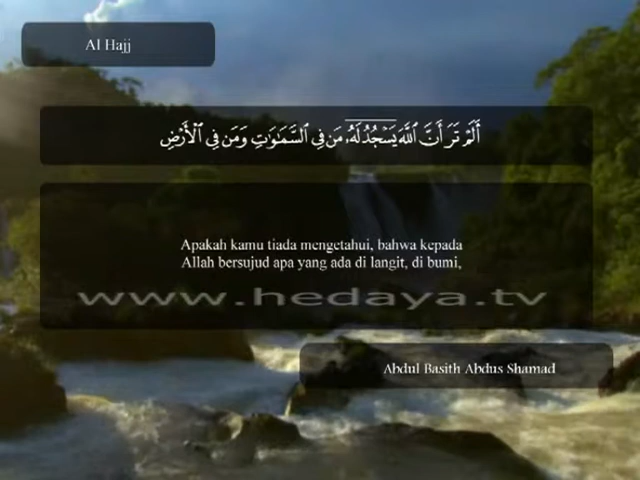 Al Hajj
أَلَمْ تَرَ أَنَّ ٱللَّهَ يَسْجُدُ لَهُۥ مَن فِى ٱلسَّمَٰوَٰتِ وَمَن فِى ٱلْأَرْضِ
Apakah kamu tiada mengetahui, bahwa kepada
Allah bersujud apa yang ada di langit, di bumi,
www.hedaya.tv
Abdul Basith Abdus Shamad